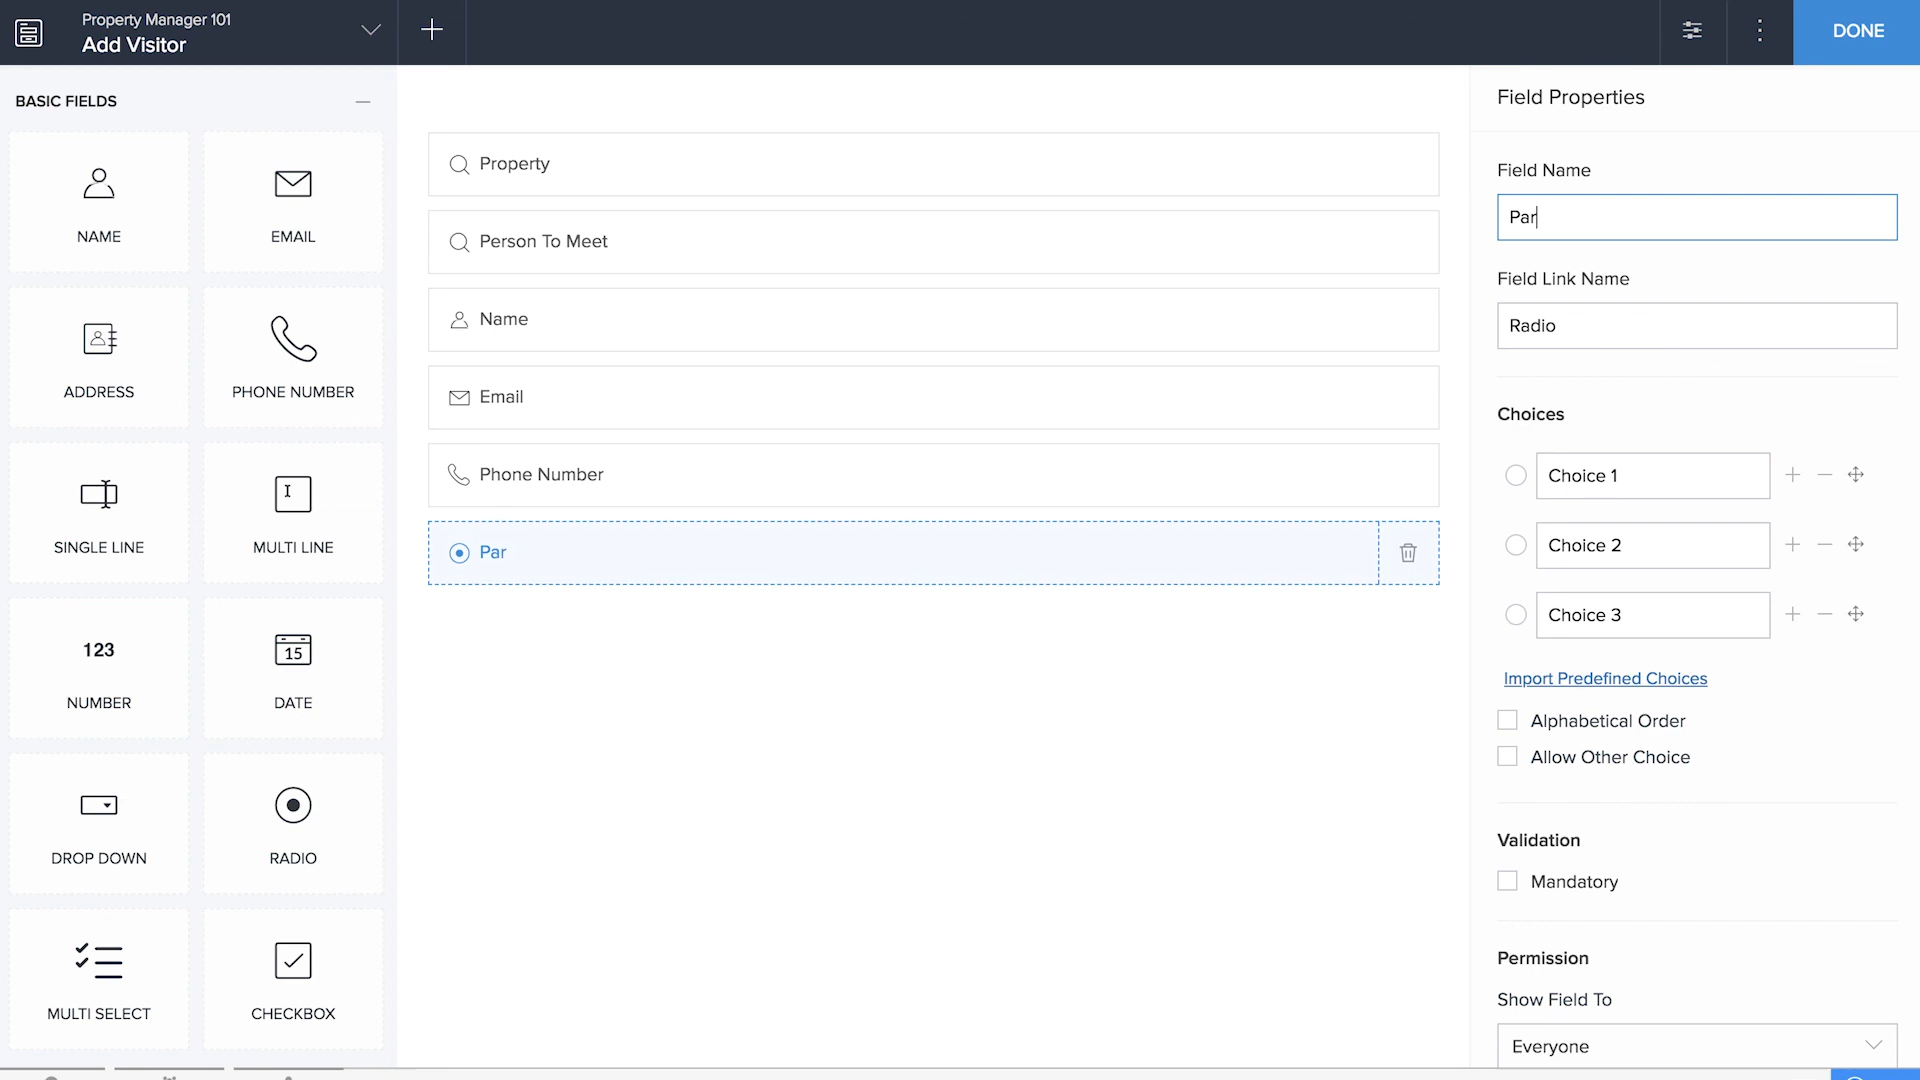 Property Manager 101
Add Visitor
DONE
BASIC FIELDS
NAME
EMAIL
ADDRESS
PHONE NUMBER
SINGLE LINE
MULTI LINE
123
NUMBER
15
DATE
DROP DOWN
RADIO
MULTI SELECT
CHECKBOX
Property
Person To Meet
Name
Email
Phone Number
Par
Field Properties
Field Name
Par
Field Link Name
Radio
Choices
Choice 1
Choice 2
Choice 3
Import Predefined Choices
Alphabetical Order
Allow Other Choice
Validation
Mandatory
Permission
Show Field To
Everyone